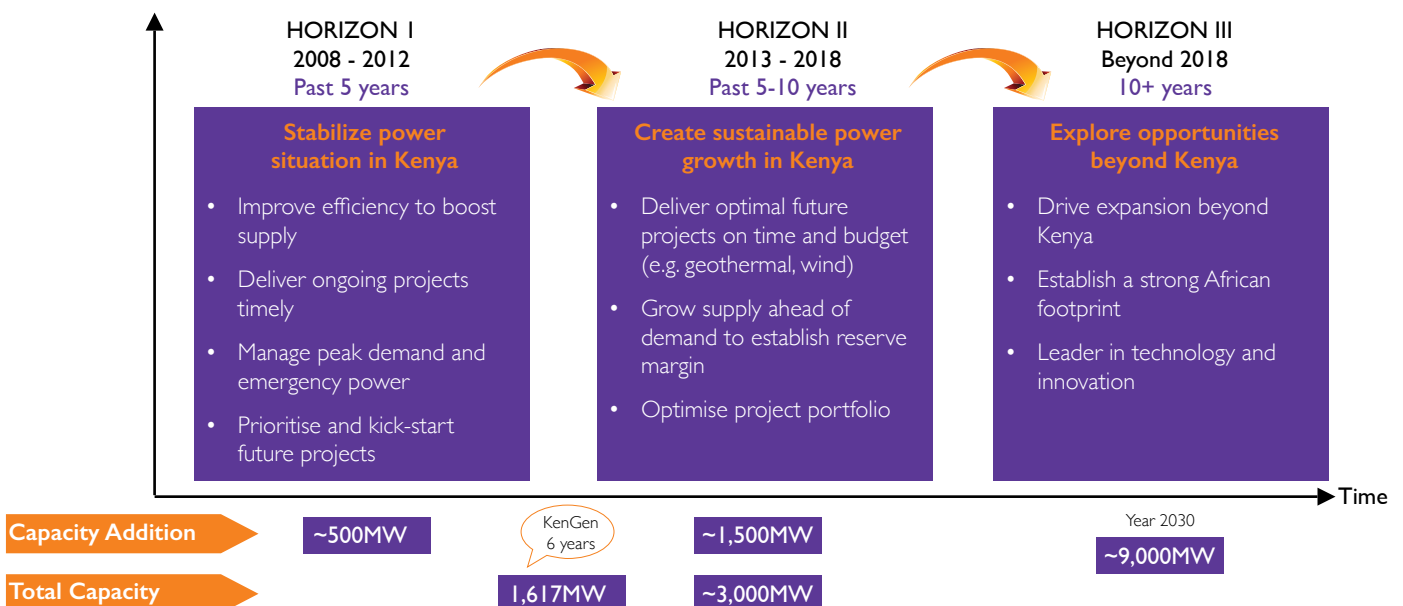 HORIZON I
2008 - 2012
Past 5 years
Stabilize power
situation in Kenya
• Improve efficiency to boost
supply
• Deliver ongoing projects
timely
• Manage peak demand and
emergency power
• Prioritise and kick-start
future projects
HORIZON II
2013 - 2018
Past 5-10 years
Create sustainable power
growth in Kenya
• Deliver optimal future
projects on time and budget
(e.g. geothermal, wind)
• Grow supply ahead of
demand to establish reserve
margin
• Optimise project portfolio
HORIZON III
Beyond 2018
10+ years
Explore opportunities
beyond Kenya
• Drive expansion beyond
Kenya
• Establish a strong African
footprint
• Leader in technology and
innovation
Time
Capacity Addition
~500MW
KenGen
6 years
~1,500MW
Year 2030
~9,000MW
Total Capacity
1,617MW
~3,000MW